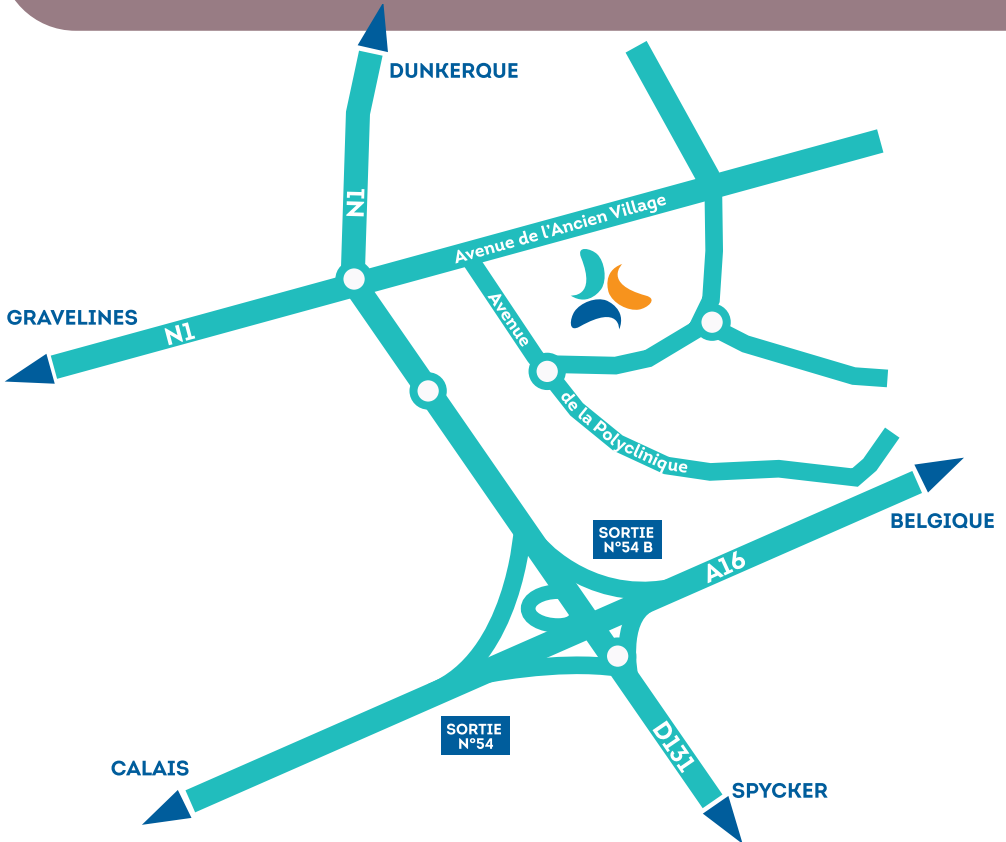 DUNKERQUE
N1
Avenue de l'Ancien Village
GRAVELINES
N1
Avenue
de la Polyclinique
BELGIQUE
SORTIE
N°54 B
A16
SORTIE
N°54
D131
CALAIS
SPYCKER